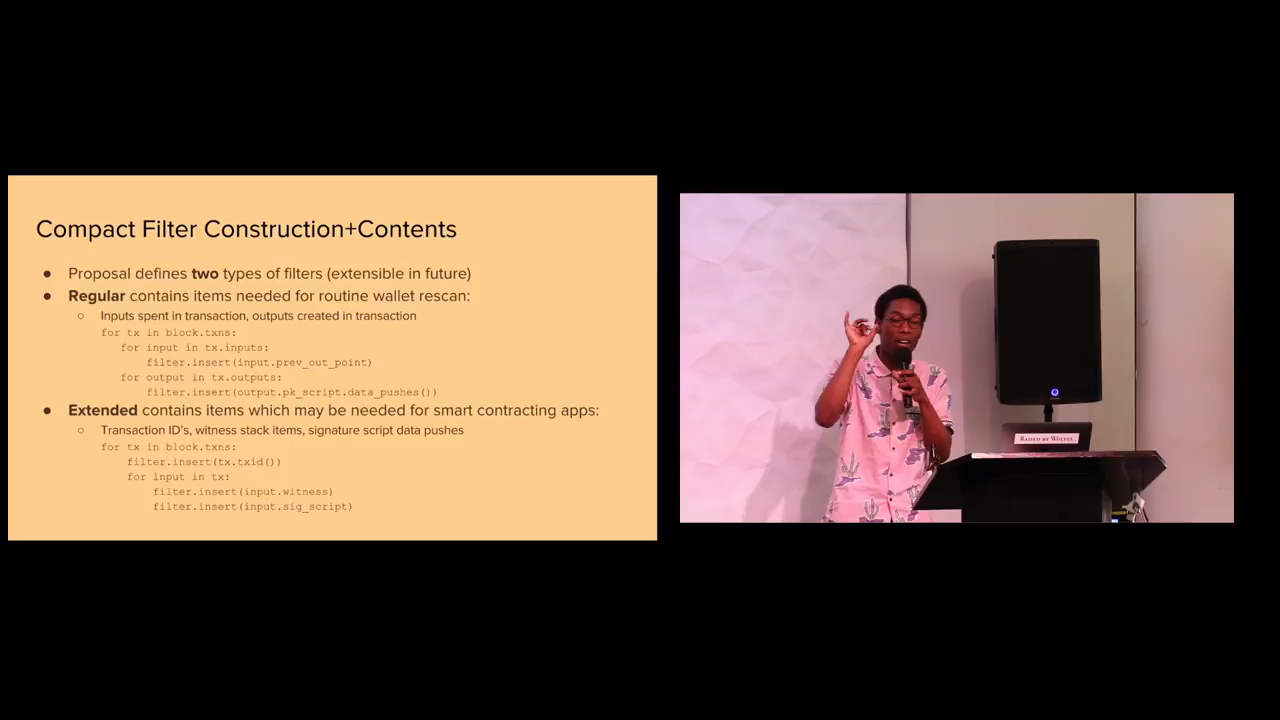 Compact Filter Construction+Contents
● Proposal defines two types of filters (extensible in future)
● Regular contains items needed for routine wallet rescan:
○ Inputs spent in transaction, outputs created in transaction
for tx in block.txns:
for input in tx.inputs:
filter.insert(input.prev_out_point)
for output in tx.outputs:
filter.insert(output.pk_script.data_pushes())
● Extended contains items which may be needed for smart contracting apps:
○ Transaction ID's, witness stack items, signature script data pushes
for tx in block.txns:
filter.insert(tx.txid())
for input in tx:
filter.insert(input.witness)
filter.insert(input.sig_script)
RAISED BY WOLVES.